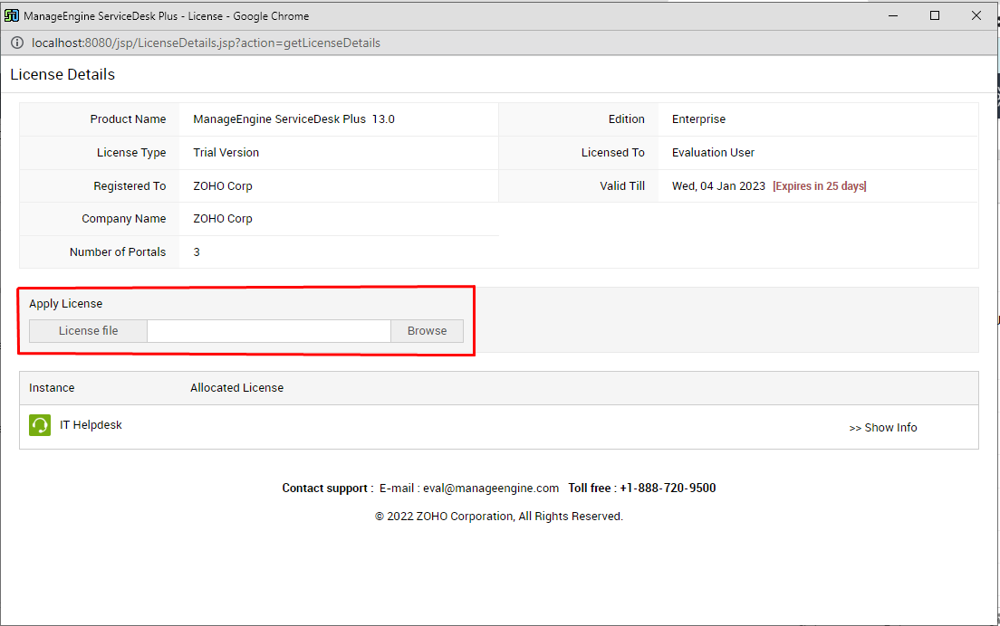 ManageEngine ServiceDesk Plus - License - Google Chrome
localhost:8080/jsp/LicenseDetails.jsp?action=getLicenseDetails
License Details
Product Name ManageEngine ServiceDesk Plus 13.0 Edition Enterprise
License Type Trial Version Licensed To Evaluation User
Registered To ZOHO Corp Valid Till Wed, 04 Jan 2023 |Expires in 25 days|
Company Name ZOHO Corp
Number of Portals 3
Apply License
License file Browse
Instance Allocated License
IT Helpdesk >> Show Info
Contact support : E-mail : eval@manageengine.com Toll free : +1-888-720-9500
© 2022 ZOHO Corporation, All Rights Reserved.